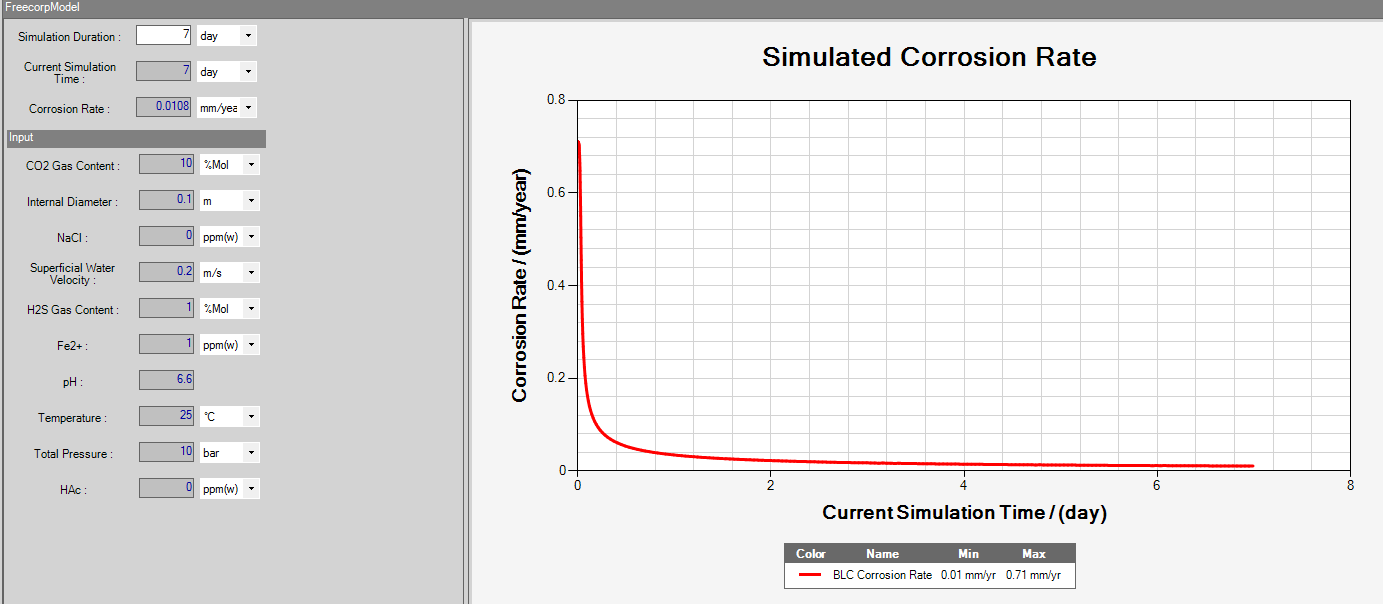 FreecorpModel
Simulation Duration : 7 day
Current Simulation
Time : 7 day
Corrosion Rate : 0.0108 mm/yea
Input
CO2 Gas Content : 10 %Mol
Internal Diameter : 0.1 m
NaCl : 0 ppm(w)
Superficial Water
Velocity : 0.2 m/s
H2S Gas Content : 1 %Mol
Fe2+ : 1 ppm(w)
pH : 6.6
Temperature : 25 °C
Total Pressure : 10 bar
HAc : 0 ppm(w)
Simulated Corrosion Rate
Corrosion Rate / (mm/year)
0.8
0.6
0.4
0.2
0
0 2 4 6 8
Current Simulation Time / (day)
Color Name Min Max
BLC Corrosion Rate 0.01 mm/yr 0.71 mm/yr